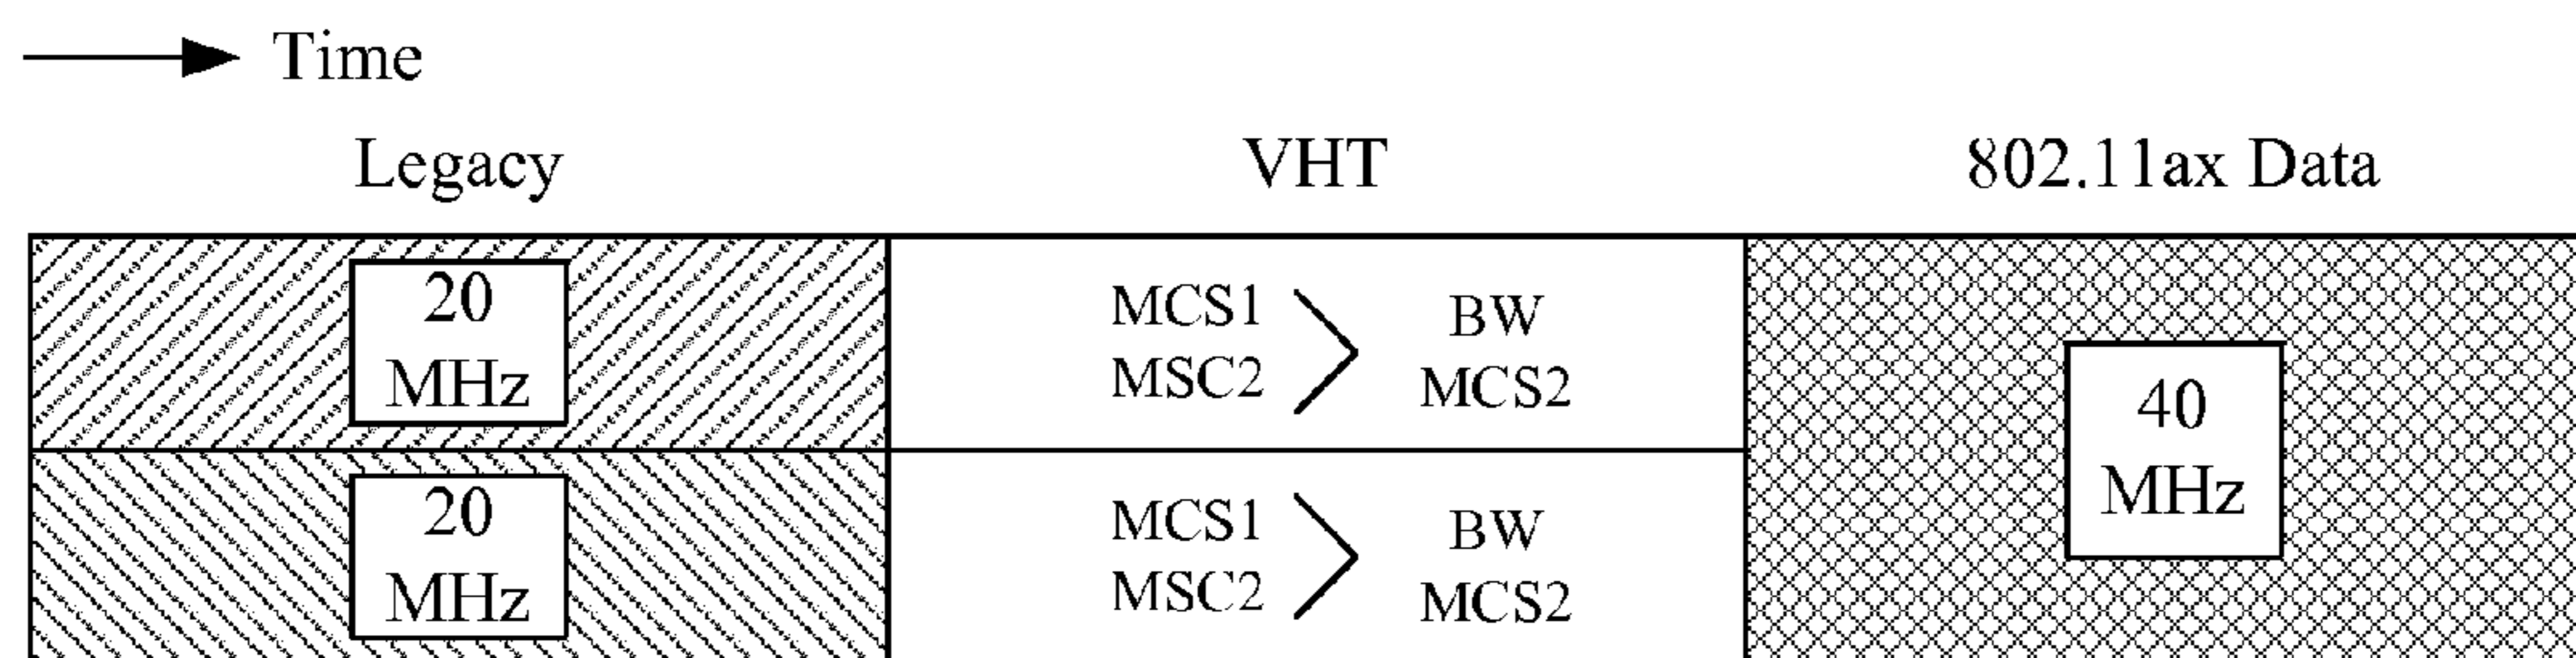 Time
Legacy
VHT
802.11ax Data
20
MHz
MCS1
MSC2
BW
MCS2
40
MHz
20
MHz
MCS1
MSC2
BW
MCS2